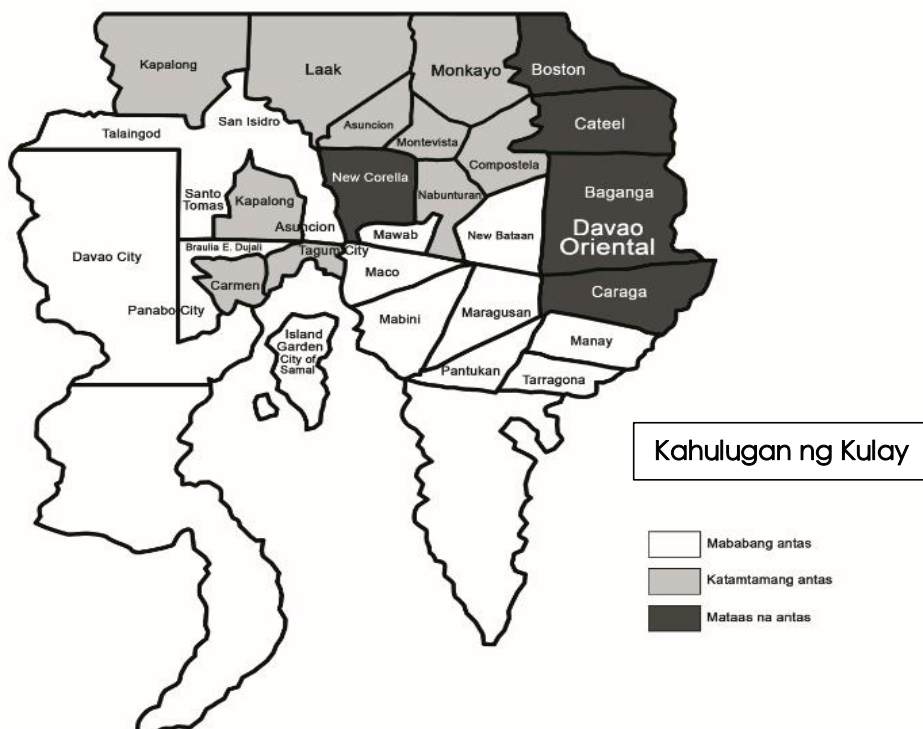 Kapalong
Laak
Monkayo
Boston
Talaingod
San Isidro
Asuncion
Montevista
Cateel
Compostela
New Corella
Nabunturan
Baganga
Santo
Tomas
Kapalong
Davao
Oriental
Asuncion
Mawab
New Bataan
Braulia E. Dujali
Tagum City
Davao City
Maco
Carmen
Caraga
Panabo City
Mabini
Maragusan
Island
Garden
City of
Samal
Manay
Pantukan
Tarragona
Kahulugan ng Kulay
Mababang antas
Katamtamang antas
Mataas na antas